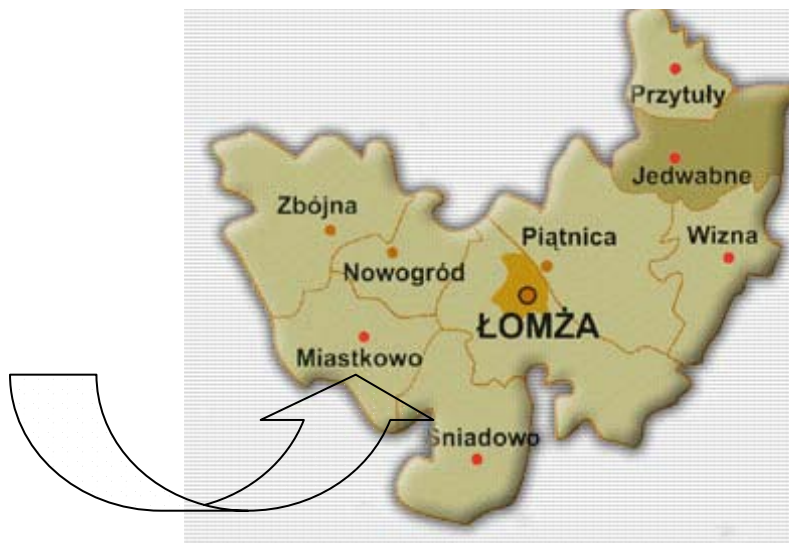 Przytuły
Jedwabne
Zbójna
Piątnica
Wizna
Nowogród
ŁOMŻA
Miastkowo
Śniadowo